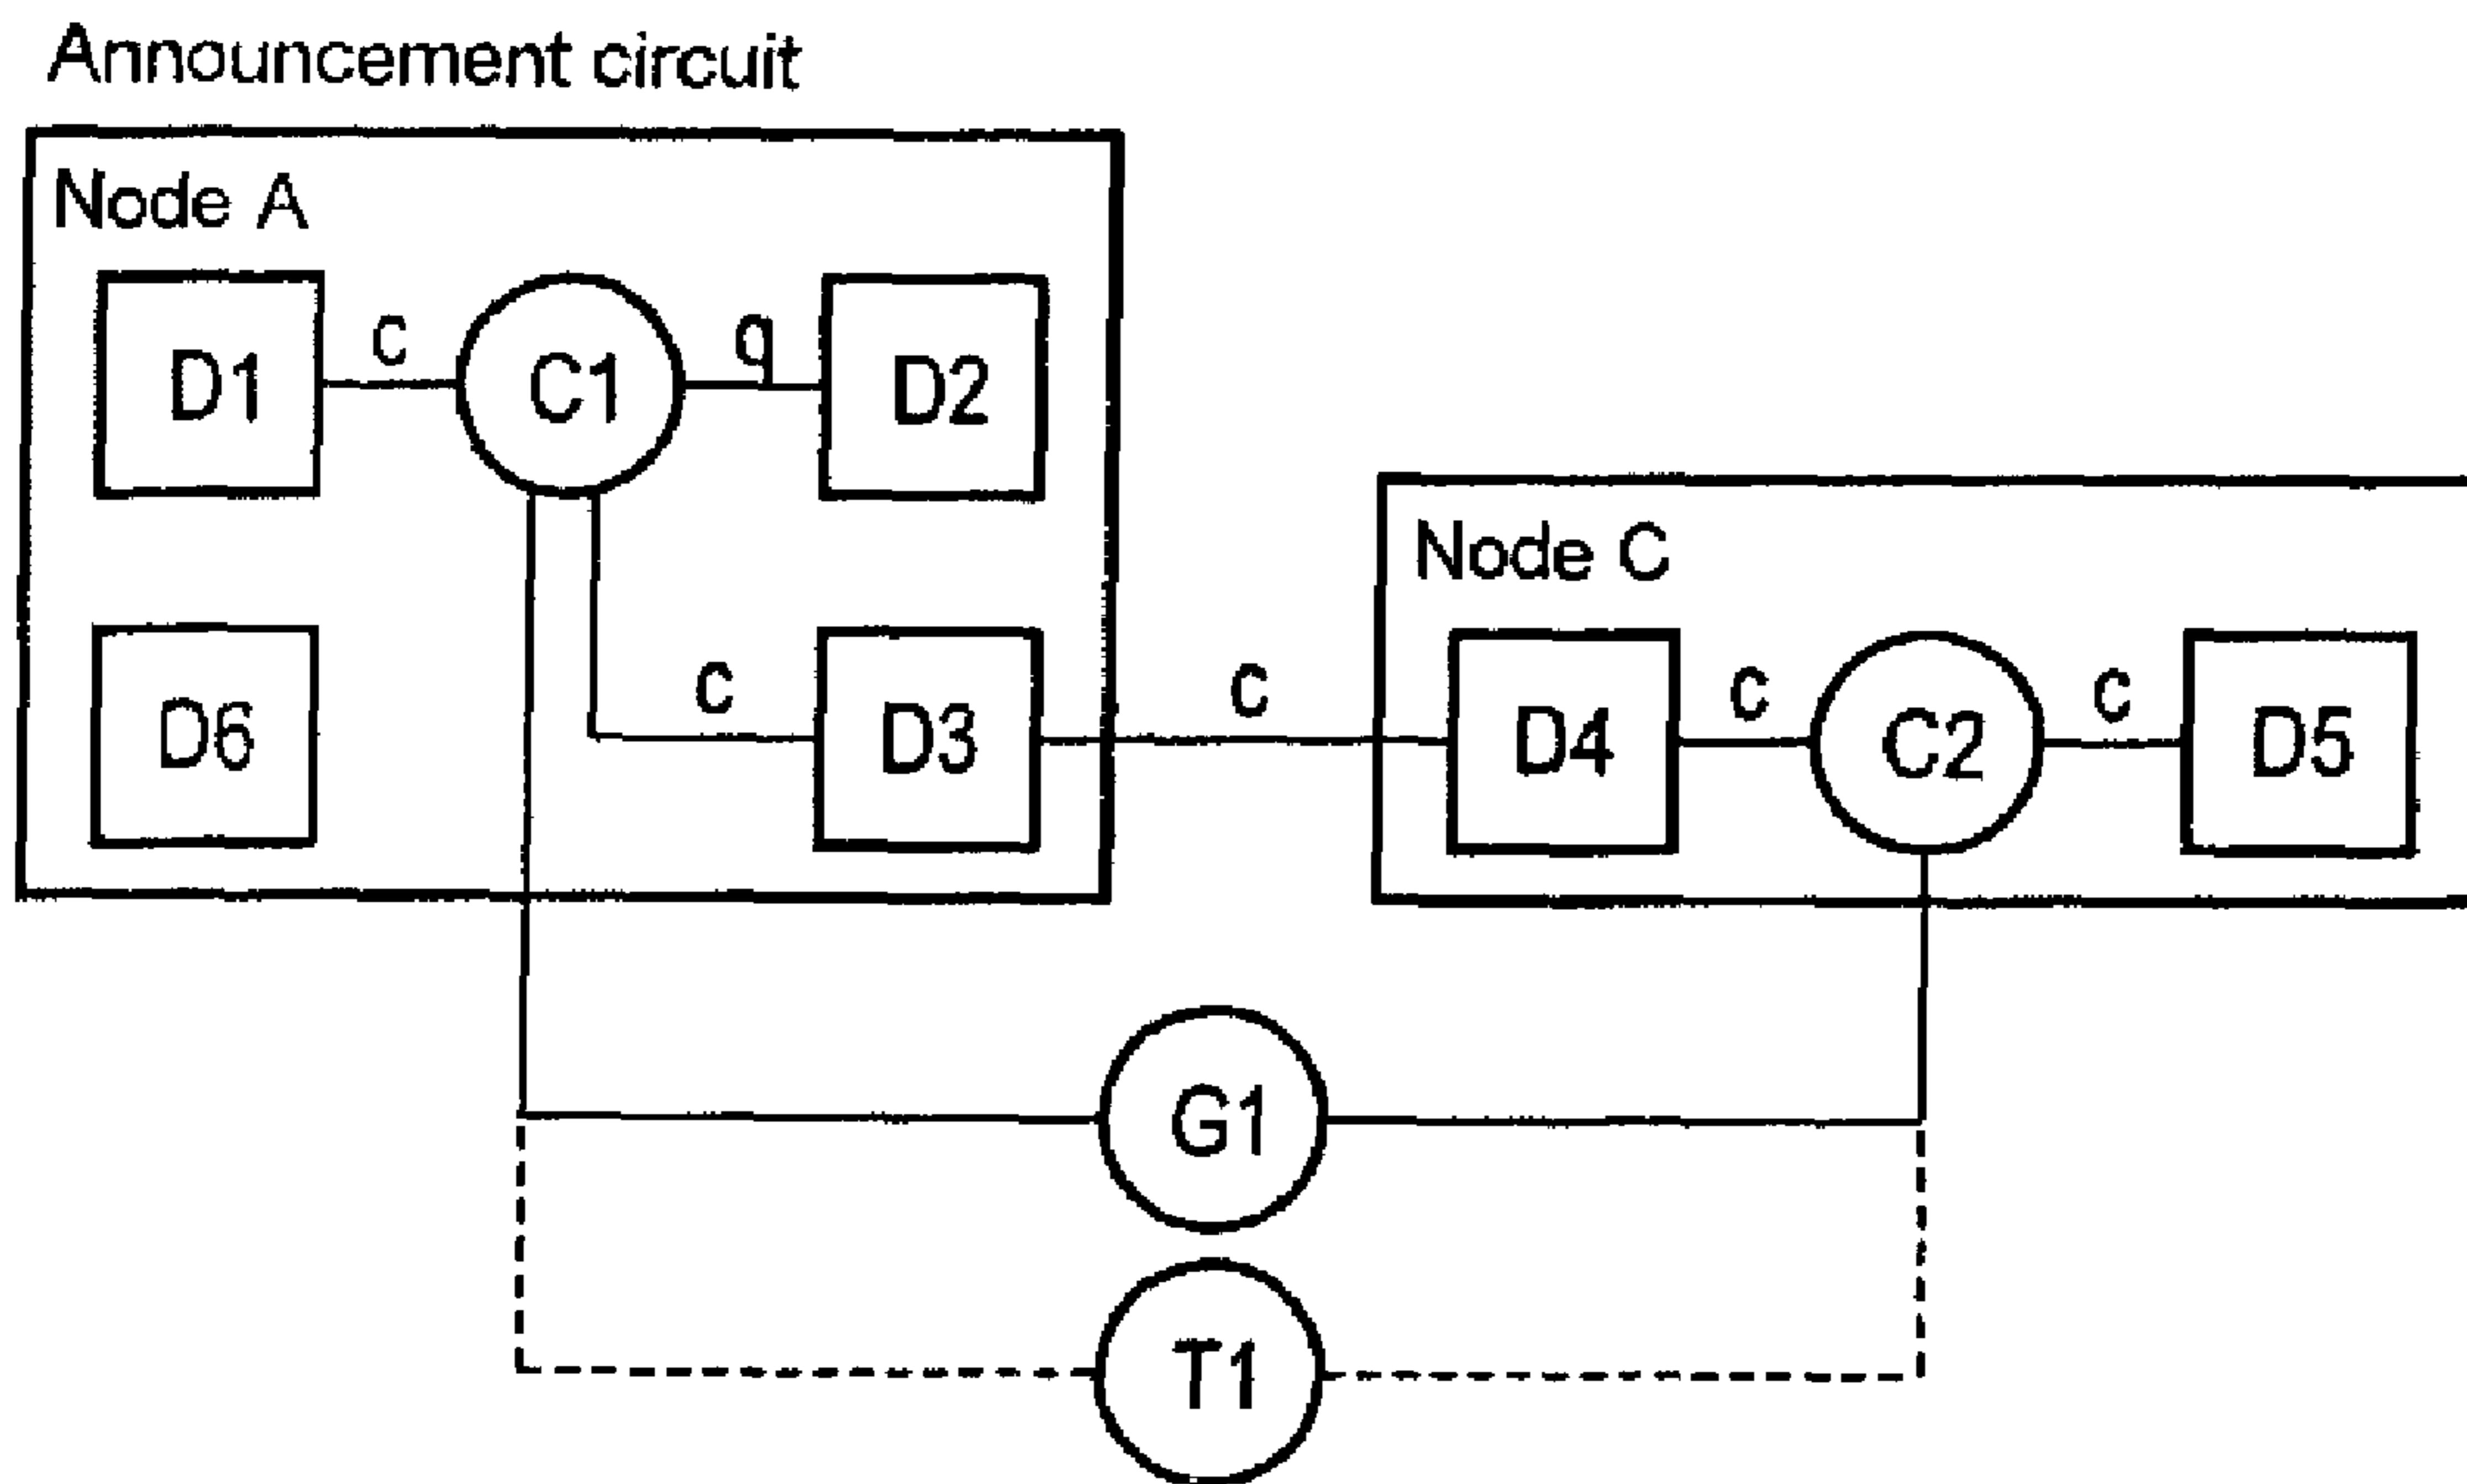 Announcement circuit
Node A
D1
c
C1
q
D2
Node C
D6
c
D3
c
D4
c
C2
c
D5
G1
T1